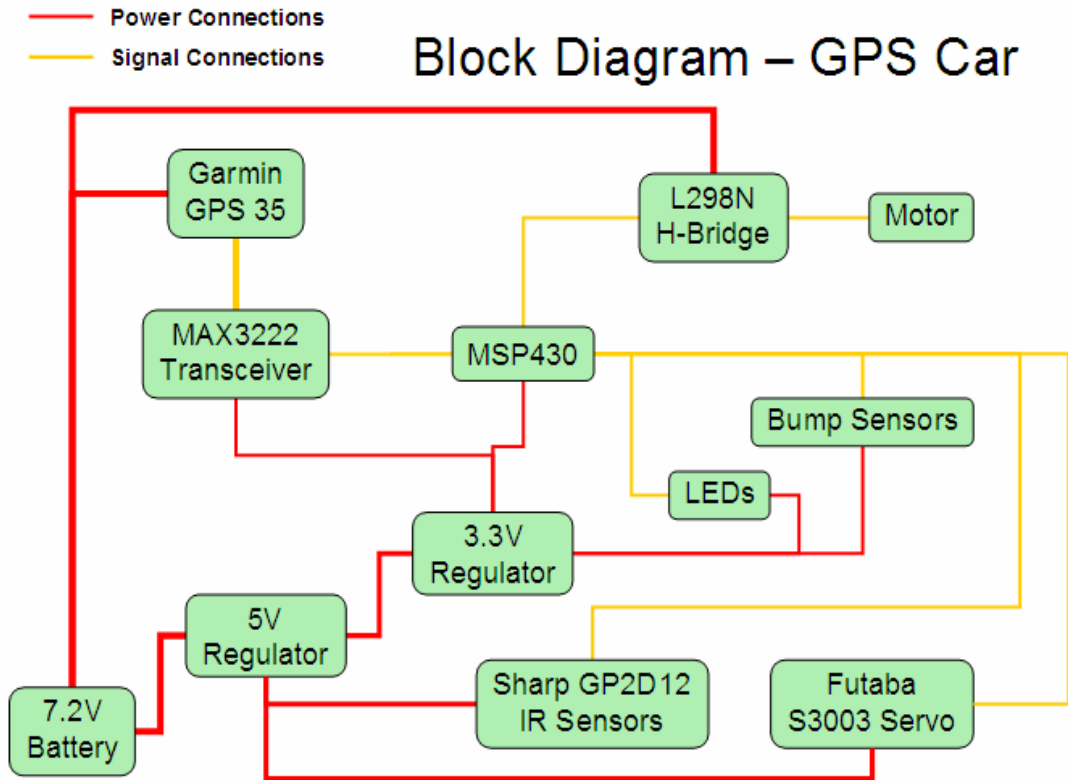 Power Connections
Signal Connections
Block Diagram – GPS Car
Garmin
GPS 35
L298N
H-Bridge
Motor
MAX3222
Transceiver
MSP430
Bump Sensors
LEDs
3.3V
Regulator
5V
Regulator
Sharp GP2D12
IR Sensors
Futaba
S3003 Servo
7.2V
Battery